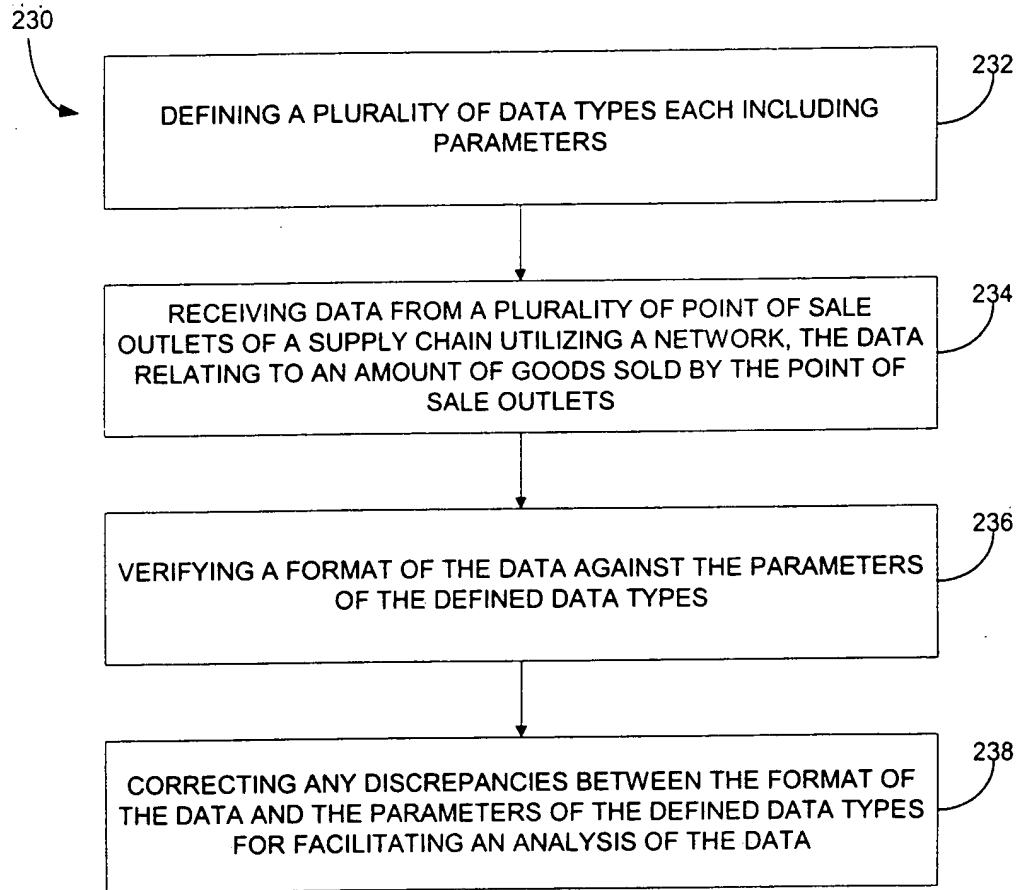 230
232
DEFINING A PLURALITY OF DATA TYPES EACH INCLUDING
PARAMETERS
234
RECEIVING DATA FROM A PLURALITY OF POINT OF SALE
OUTLETS OF A SUPPLY CHAIN UTILIZING A NETWORK, THE DATA
RELATING TO AN AMOUNT OF GOODS SOLD BY THE POINT OF
SALE OUTLETS
236
VERIFYING A FORMAT OF THE DATA AGAINST THE PARAMETERS
OF THE DEFINED DATA TYPES
238
CORRECTING ANY DISCREPANCIES BETWEEN THE FORMAT OF
THE DATA AND THE PARAMETERS OF THE DEFINED DATA TYPES
FOR FACILITATING AN ANALYSIS OF THE DATA